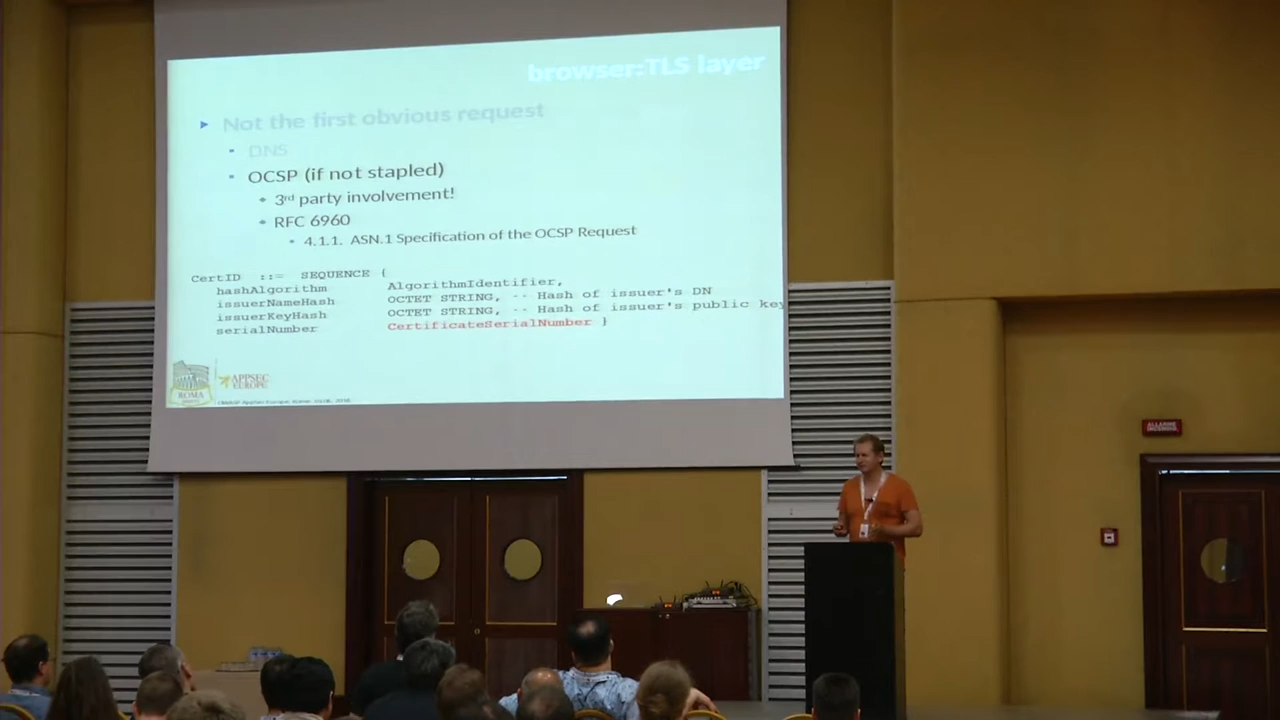 browser:TLS layer
Not the first obvious request
DNS
OCSP (if not stapled)
3rd party involvement!
RFC 6960
4.1.1. ASN.1 Specification of the OCSP Request
CertID ::= SEQUENCE {
hashAlgorithm AlgorithmIdentifier,
issuerNameHash OCTET STRING, -- Hash of issuer's DN
issuerKeyHash OCTET STRING, -- Hash of issuer's public key
serialNumber CertificateSerialNumber }
ROMA
APPSEC
EUROPE
ALLARME
INCENDIO